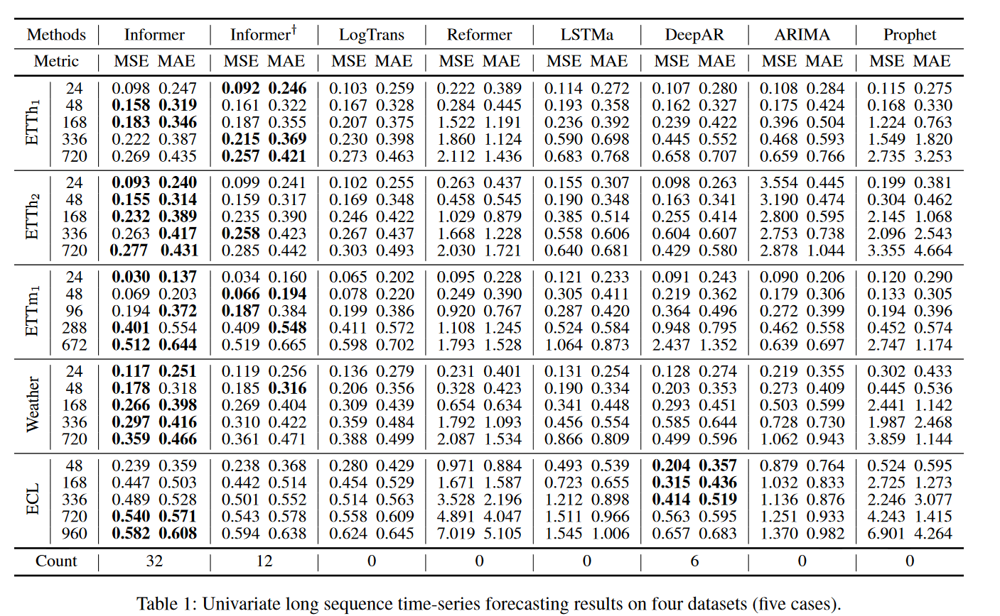 Methods Informer Informer† LogTrans Reformer LSTMa DeepAR ARIMA Prophet
Metric MSE MAE MSE MAE MSE MAE MSE MAE MSE MAE MSE MAE MSE MAE MSE MAE
ETTh₁
24 0.098 0.247 0.092 0.246 0.103 0.259 0.222 0.389 0.114 0.272 0.107 0.280 0.108 0.284 0.115 0.275
48 0.158 0.319 0.161 0.322 0.167 0.328 0.284 0.445 0.193 0.358 0.162 0.327 0.175 0.424 0.168 0.330
168 0.183 0.346 0.187 0.355 0.207 0.375 1.522 1.191 0.236 0.392 0.239 0.422 0.396 0.504 1.224 0.763
336 0.222 0.387 0.215 0.369 0.230 0.398 1.860 1.124 0.590 0.698 0.445 0.552 0.468 0.593 1.549 1.820
720 0.269 0.435 0.257 0.421 0.273 0.463 2.112 1.436 0.683 0.768 0.658 0.707 0.659 0.766 2.735 3.253
ETTh₂
24 0.093 0.240 0.099 0.241 0.102 0.255 0.263 0.437 0.155 0.307 0.098 0.263 3.554 0.445 0.199 0.381
48 0.155 0.314 0.159 0.317 0.169 0.348 0.458 0.545 0.190 0.348 0.163 0.341 3.190 0.474 0.304 0.462
168 0.232 0.389 0.235 0.390 0.246 0.422 1.029 0.879 0.385 0.514 0.255 0.414 2.800 0.595 2.145 1.068
336 0.263 0.417 0.258 0.423 0.267 0.437 1.668 1.228 0.558 0.606 0.604 0.607 2.753 0.738 2.096 2.543
720 0.277 0.431 0.285 0.442 0.303 0.493 2.030 1.721 0.640 0.681 0.429 0.580 2.878 1.044 3.355 4.664
ETTm₁
24 0.030 0.137 0.034 0.160 0.065 0.202 0.095 0.228 0.121 0.233 0.091 0.243 0.090 0.206 0.120 0.290
48 0.069 0.203 0.066 0.194 0.078 0.220 0.249 0.390 0.305 0.411 0.219 0.362 0.179 0.306 0.133 0.305
96 0.194 0.372 0.187 0.384 0.199 0.386 0.920 0.767 0.287 0.420 0.364 0.496 0.272 0.399 0.194 0.396
288 0.401 0.554 0.409 0.548 0.411 0.572 1.108 1.245 0.524 0.584 0.948 0.795 0.462 0.558 0.452 0.574
672 0.512 0.644 0.519 0.665 0.598 0.702 1.793 1.528 1.064 0.873 2.437 1.352 0.639 0.697 2.747 1.174
Weather
24 0.117 0.251 0.119 0.256 0.136 0.279 0.231 0.401 0.131 0.254 0.128 0.274 0.219 0.355 0.302 0.433
48 0.178 0.318 0.185 0.316 0.206 0.356 0.328 0.423 0.190 0.334 0.203 0.353 0.273 0.409 0.445 0.536
168 0.266 0.398 0.269 0.404 0.309 0.439 0.654 0.634 0.341 0.448 0.293 0.451 0.503 0.599 2.441 1.142
336 0.297 0.416 0.310 0.422 0.359 0.484 1.792 1.093 0.456 0.554 0.585 0.644 0.728 0.730 1.987 2.468
720 0.359 0.466 0.361 0.471 0.388 0.499 2.087 1.534 0.866 0.809 0.499 0.596 1.062 0.943 3.859 1.144
ECL
48 0.239 0.359 0.238 0.368 0.280 0.429 0.971 0.884 0.493 0.539 0.204 0.357 0.879 0.764 0.524 0.595
168 0.447 0.503 0.442 0.514 0.454 0.529 1.671 1.587 0.723 0.655 0.315 0.436 1.032 0.833 2.725 1.273
336 0.489 0.528 0.501 0.552 0.514 0.563 3.528 2.196 1.212 0.898 0.414 0.519 1.136 0.876 2.246 3.077
720 0.540 0.571 0.543 0.578 0.558 0.609 4.891 4.047 1.511 0.966 0.563 0.595 1.251 0.933 4.243 1.415
960 0.582 0.608 0.594 0.638 0.624 0.645 7.019 5.105 1.545 1.006 0.657 0.683 1.370 0.982 6.901 4.264
Count 32 12 0 0 0 6 0 0
Table 1: Univariate long sequence time-series forecasting results on four datasets (five cases).